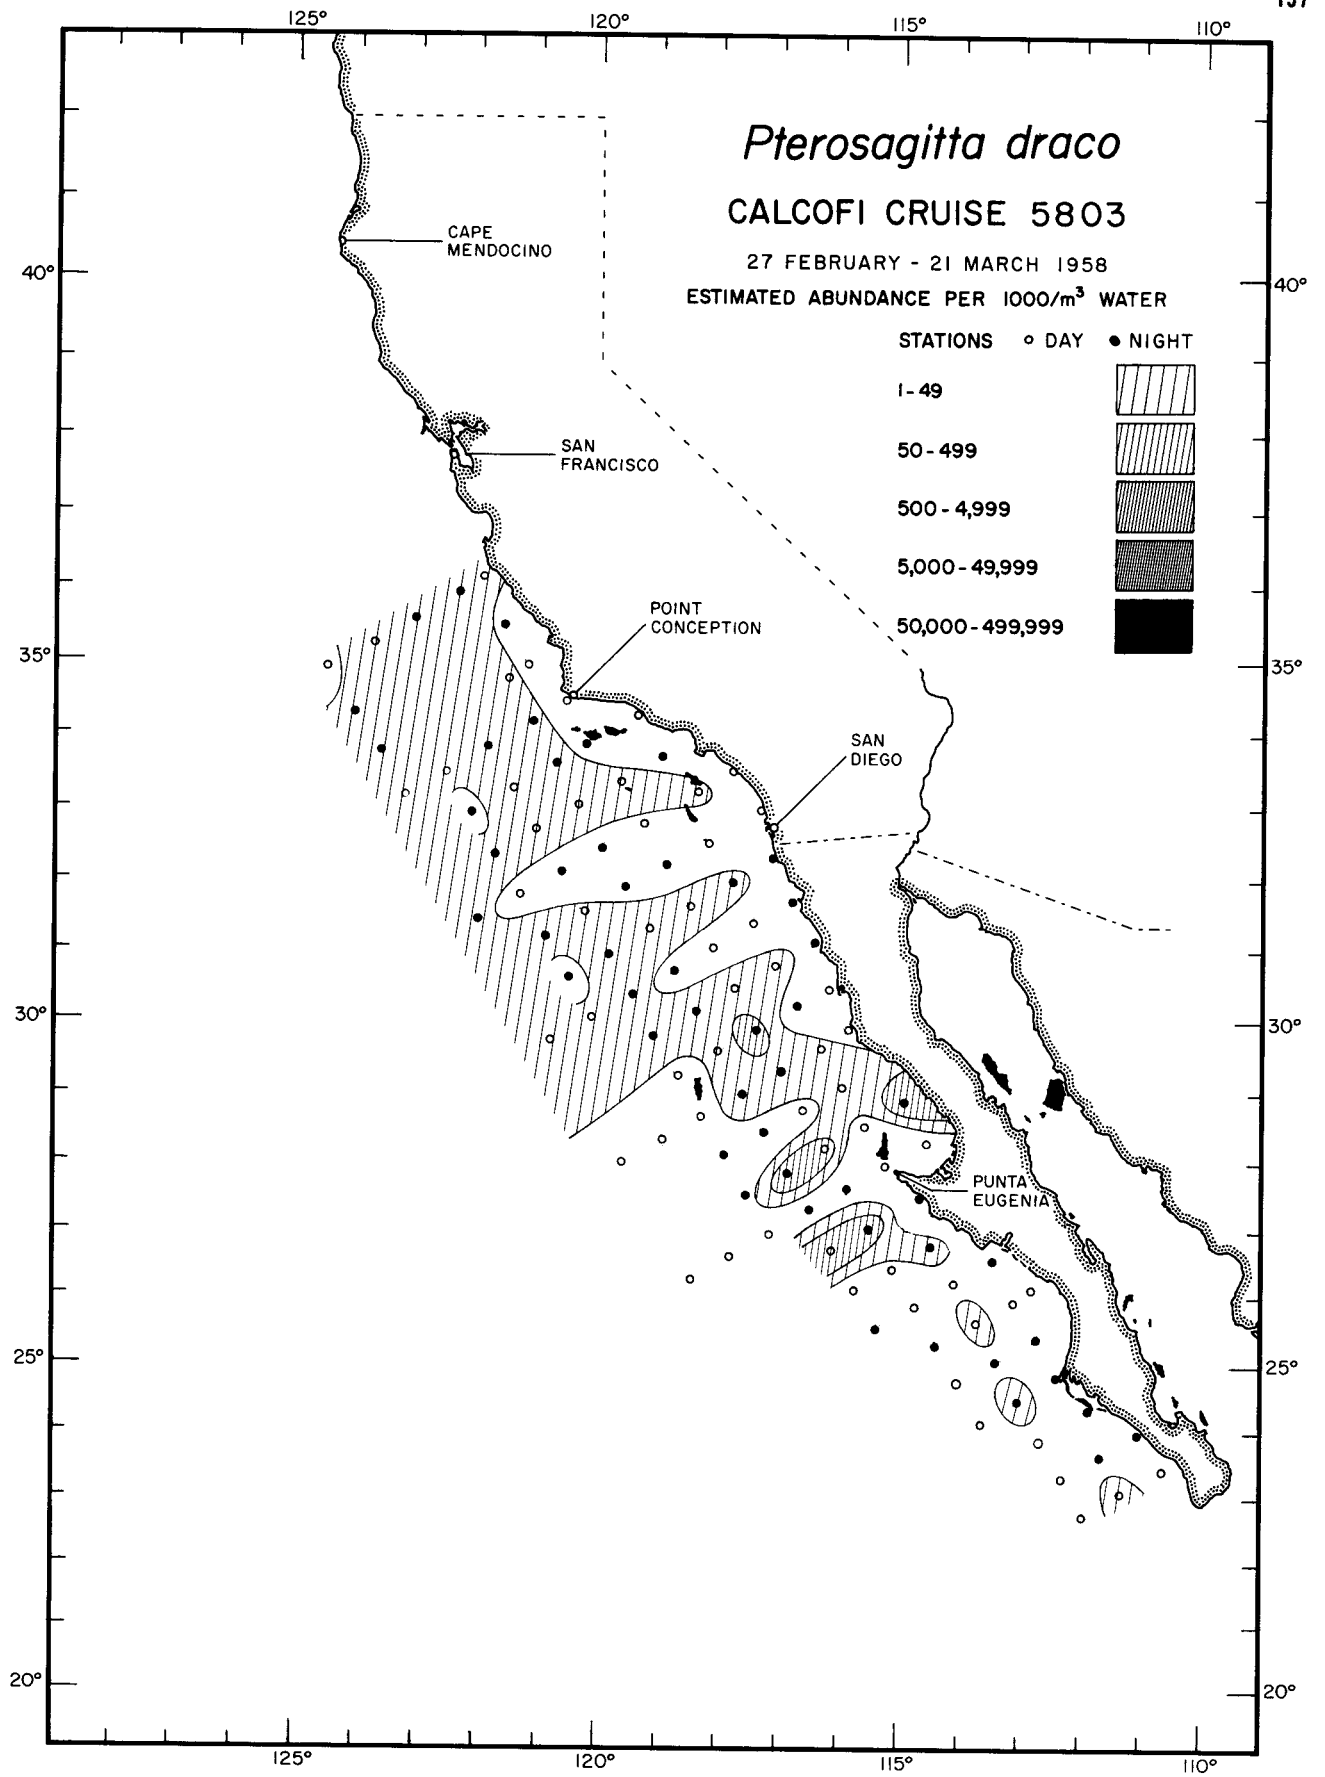 125°
120°
115°
110°
Pterosagitta draco
CALCOFI CRUISE 5803
27 FEBRUARY - 21 MARCH 1958
ESTIMATED ABUNDANCE PER 1000/m³ WATER
STATIONS ○ DAY ● NIGHT
1-49
50-499
500-4,999
5,000-49,999
50,000-499,999
CAPE
MENDOCINO
40°
40°
SAN
FRANCISCO
POINT
CONCEPTION
35°
35°
SAN
DIEGO
30°
30°
PUNTA
EUGENIA
25°
25°
20°
20°
125°
120°
115°
110°